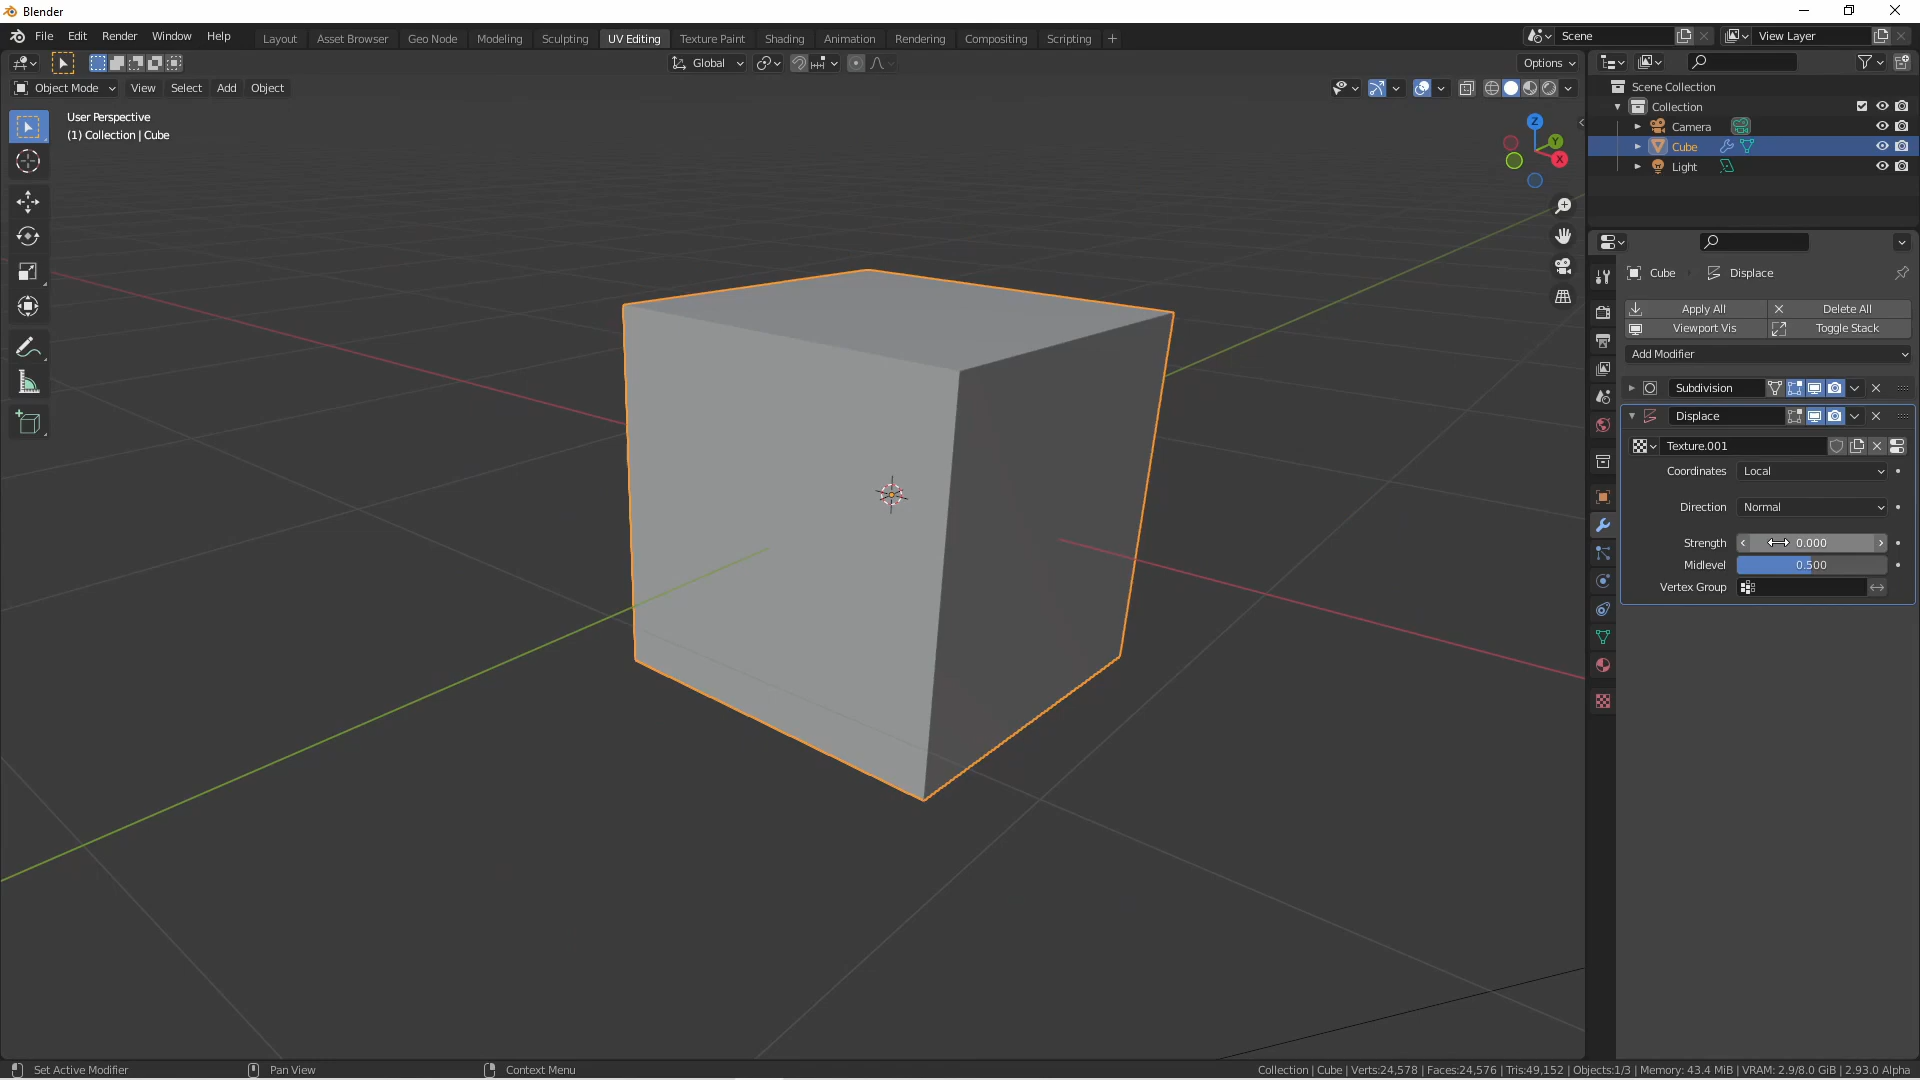 Blender
File Edit Render Window Help Layout Asset Browser Geo Node Modeling Sculpting UV Editing Texture Paint Shading Animation Rendering Compositing Scripting Scene View Layer
Global Options
Object Mode View Select Add Object
User Perspective
(1) Collection | Cube
Z
Y
X
Scene Collection
Collection
Camera
Cube
Light
Cube Displace
Apply All Delete All
Viewport Vis Toggle Stack
Add Modifier
Subdivision
Displace
Texture.001
Coordinates Local
Direction Normal
Strength 0.000
Midlevel 0.500
Vertex Group
Set Active Modifier Pan View Context Menu Collection | Cube | Verts:24,578 | Faces:24,576 | Tris:49,152 | Objects:1/3 | Memory: 43.4 MiB | VRAM: 2.9/8.0 GiB | 2.93.0 Alpha